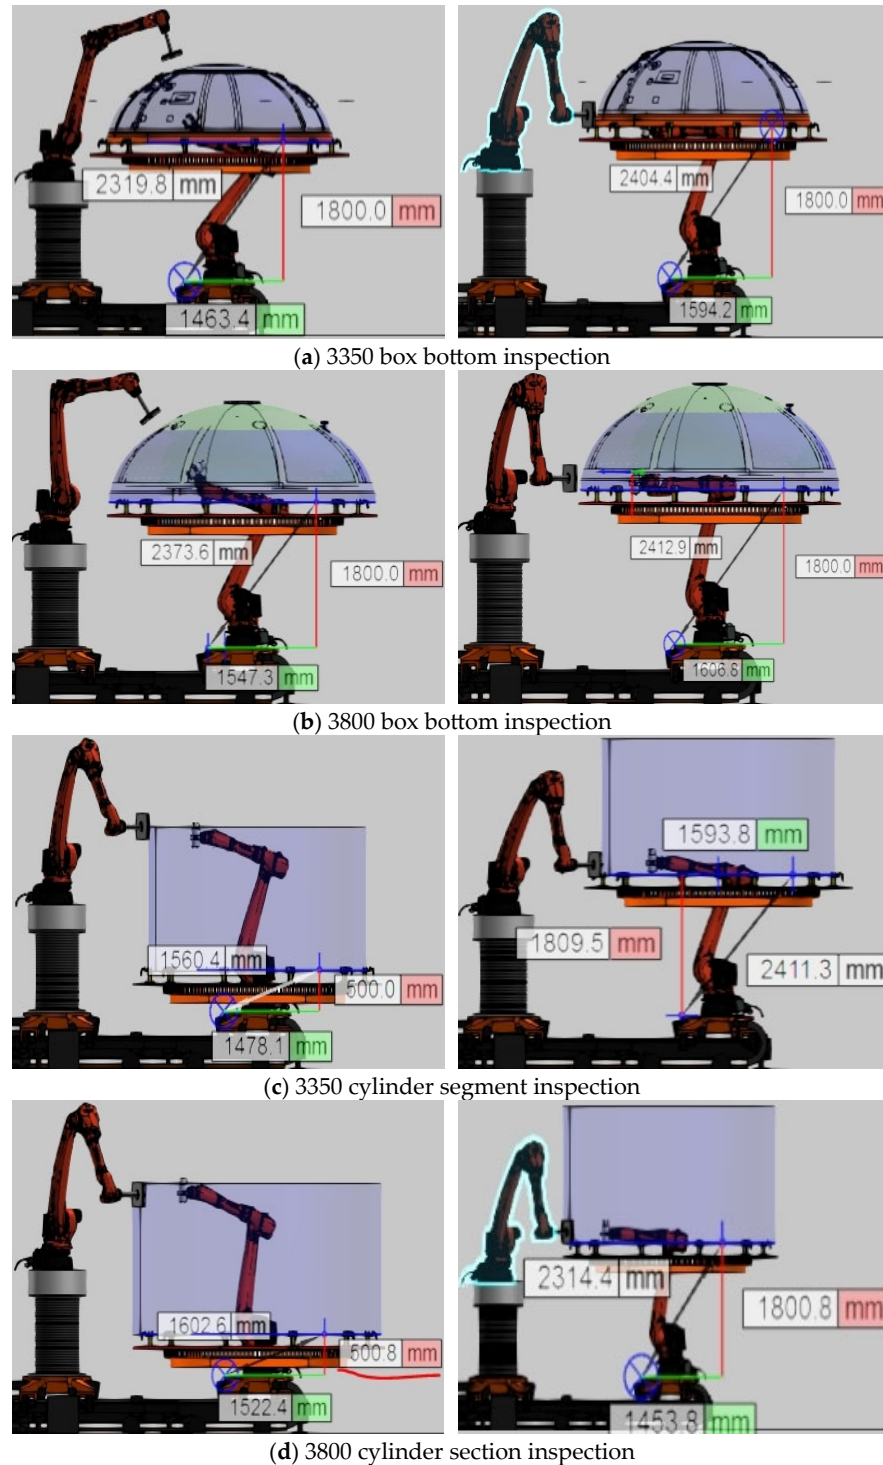 2319.8 mm
1800.0 mm
1463.4 mm
2404.4 mm
1800.0 mm
1594.2 mm
(a) 3350 box bottom inspection
2373.6 mm
1800.0 mm
1547.3 mm
2412.9 mm
1800.0 mm
1606.8 mm
(b) 3800 box bottom inspection
1560.4 mm
500.0 mm
1478.1 mm
1593.8 mm
1809.5 mm
2411.3 mm
(c) 3350 cylinder segment inspection
1602.6 mm
500.8 mm
1522.4 mm
2314.4 mm
1800.8 mm
1453.8 mm
(d) 3800 cylinder section inspection